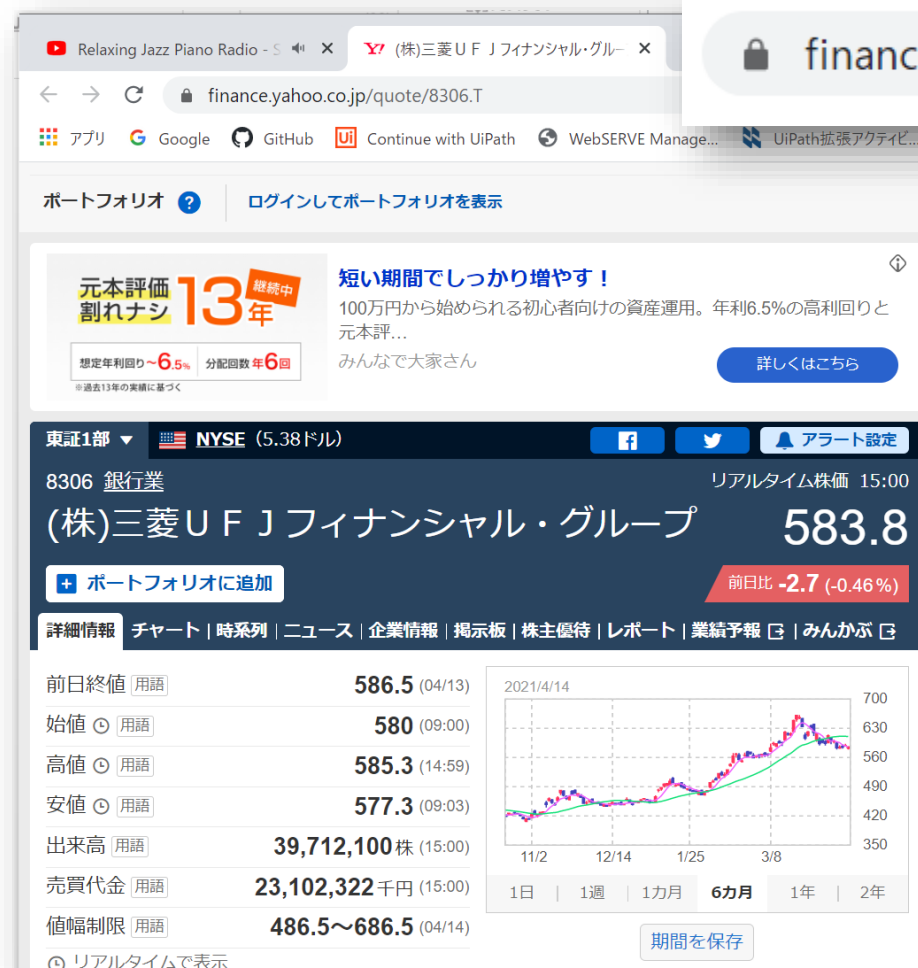 Relaxing Jazz Piano Radio - S
(株)三菱ＵＦＪフィナンシャル・グルー
financ
finance.yahoo.co.jp/quote/8306.T
アプリ Google GitHub Continue with UiPath WebSERVE Manage... UiPath拡張アクティビ...
ポートフォリオ ? ログインしてポートフォリオを表示
元本評価
割れナシ
13年
継続中
想定年利回り～6.5% 分配回数 年6回
※過去13年の実績に基づく
短い期間でしっかり増やす！
100万円から始められる初心者向けの資産運用。年利6.5%の高利回りと
元本評…
みんなで大家さん
詳しくはこちら
東証1部 ▼ NYSE (5.38ドル) アラート設定
8306 銀行業 リアルタイム株価 15:00
(株)三菱ＵＦＪフィナンシャル・グループ 583.8
+ ポートフォリオに追加 前日比 -2.7 (-0.46%)
詳細情報 チャート | 時系列 | ニュース | 企業情報 | 掲示板 | 株主優待 | レポート | 業績予報 | みんかぶ
前日終値 用語 586.5 (04/13)
始値 用語 580 (09:00)
高値 用語 585.3 (14:59)
安値 用語 577.3 (09:03)
出来高 用語 39,712,100株 (15:00)
売買代金 用語 23,102,322千円 (15:00)
値幅制限 用語 486.5～686.5 (04/14)
リアルタイムで表示
2021/4/14
700
630
560
490
420
350
11/2 12/14 1/25 3/8
1日 | 1週 | 1カ月 6カ月 1年 | 2年
期間を保存